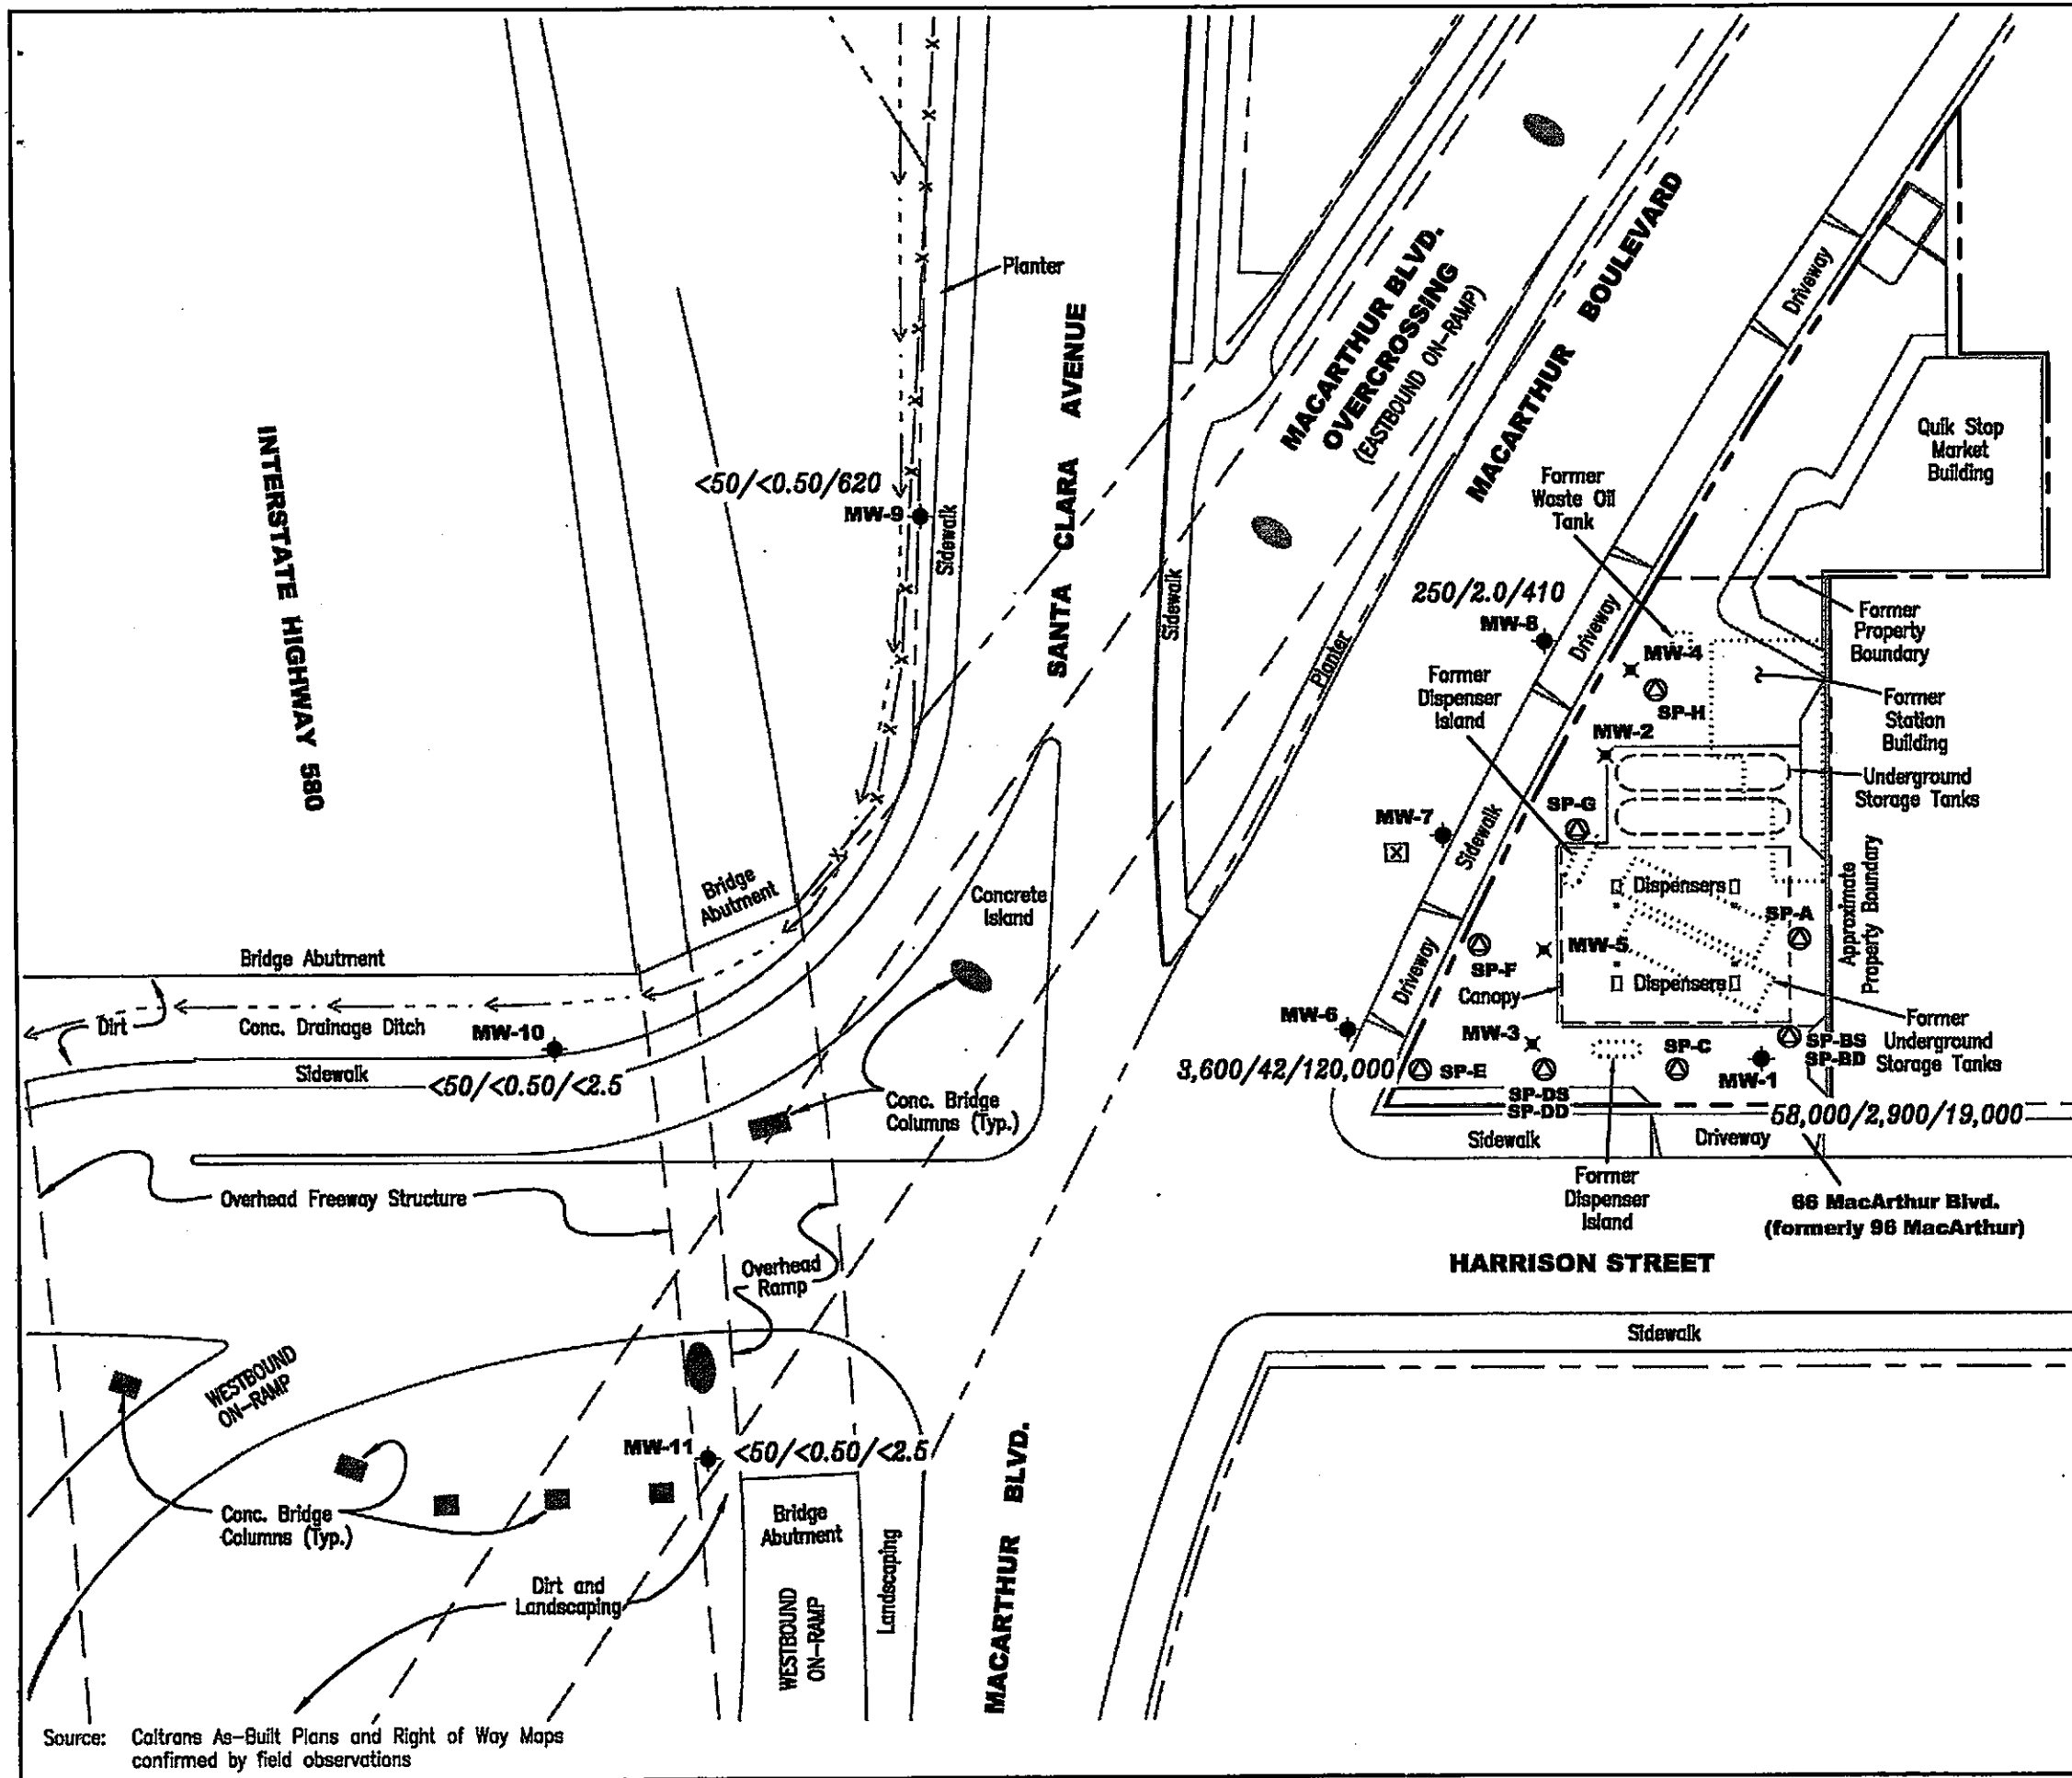 Planter
MACARTHUR BLVD.
OVERCROSSING
(EASTBOUND ON-RAMP)
MACARTHUR BOULEVARD
Driveway
INTERSTATE HIGHWAY 580
SANTA CLARA AVENUE
<50/<0.50/620
MW-9
Sidewalk
Sidewalk
Planter
Quik Stop
Market
Building
Former
Waste Oil
Tank
250/2.0/410
MW-8
Driveway
Former
Property
Boundary
MW-4
SP-H
Former
Dispenser
Island
Former
Station
Building
MW-2
Underground
Storage Tanks
SP-G
MW-7
X
Sidewalk
Dispensers
SP-A
Approximate
Property Boundary
Bridge
Abutment
Concrete
Island
Driveway
SP-F
MW-5
Canopy
Dispensers
Bridge Abutment
Dirt
Conc. Drainage Ditch
MW-10
Sidewalk
<50/<0.50/<2.5
MW-6
MW-3
3,600/42/120,000
SP-E
SP-DS
SP-DD
SP-C
MW-1
SP-BS
SP-BD
Former
Underground
Storage Tanks
58,000/2,900/19,000
Conc. Bridge
Columns (Typ.)
Sidewalk
Driveway
Former
Dispenser
Island
66 MacArthur Blvd.
(formerly 96 MacArthur)
Overhead Freeway Structure
HARRISON STREET
Overhead
Ramp
Sidewalk
WESTBOUND
ON-RAMP
MW-11
<50/<0.50/<2.5
Conc. Bridge
Columns (Typ.)
Bridge
Abutment
WESTBOUND
ON-RAMP
Landscaping
MACARTHUR BLVD.
Dirt and
Landscaping
Source: Caltrans As-Built Plans and Right of Way Maps
confirmed by field observations